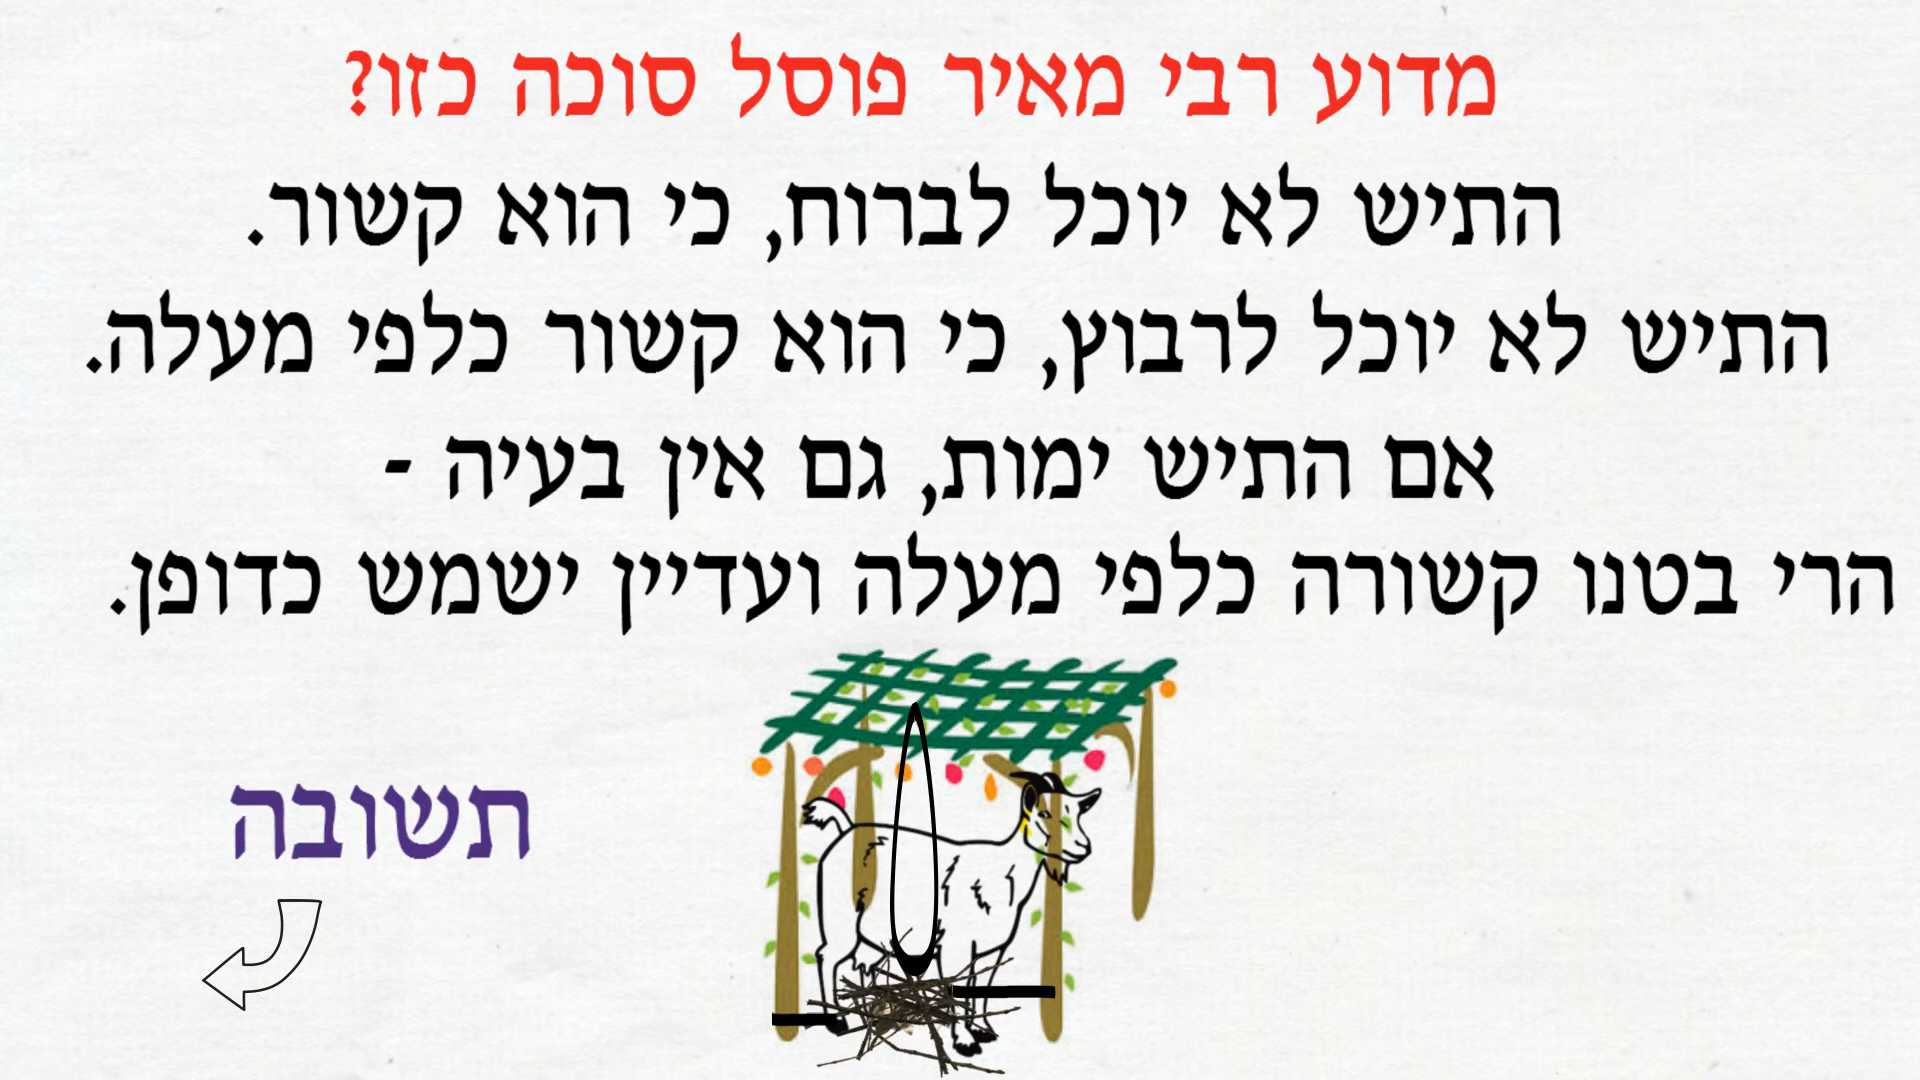 מדוע רבי מאיר פוסל סוכה כזו?
התיש לא יוכל לברוח, כי הוא קשור.
התיש לא יוכל לרבוץ, כי הוא קשור כלפי מעלה.
אם התיש ימות, גם אין בעיה -
הרי בטנו קשורה כלפי מעלה ועדיין ישמש כדופן.
תשובה